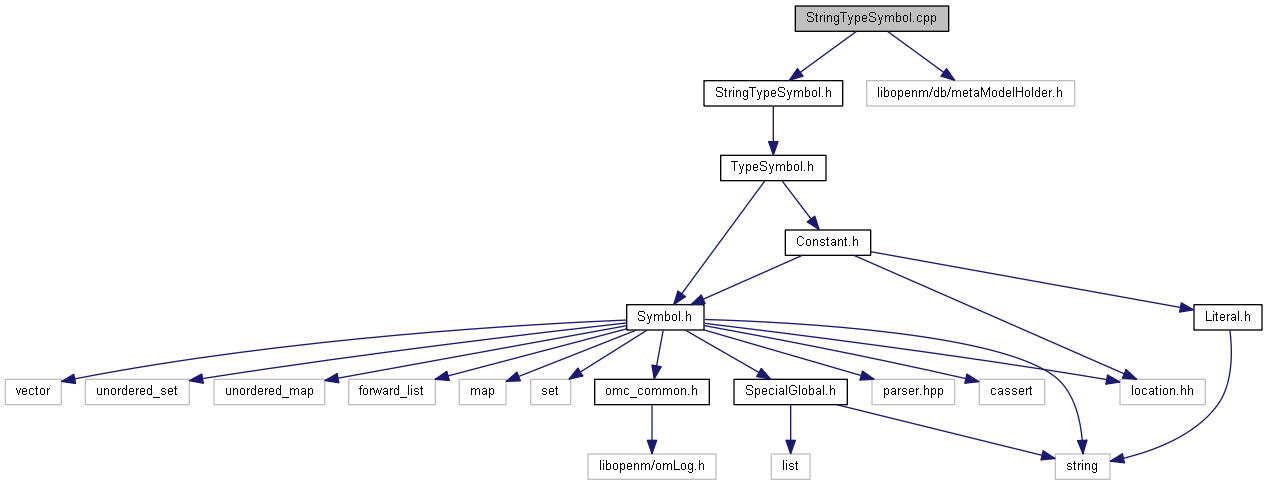 StringTypeSymbol.cpp
StringTypeSymbol.h
libopenm/db/metaModelHolder.h
TypeSymbol.h
Constant.h
Symbol.h
Literal.h
vector
unordered_set
unordered_map
forward_list
map
set
omc_common.h
SpecialGlobal.h
parser.hpp
cassert
location.hh
libopenm/omLog.h
list
string